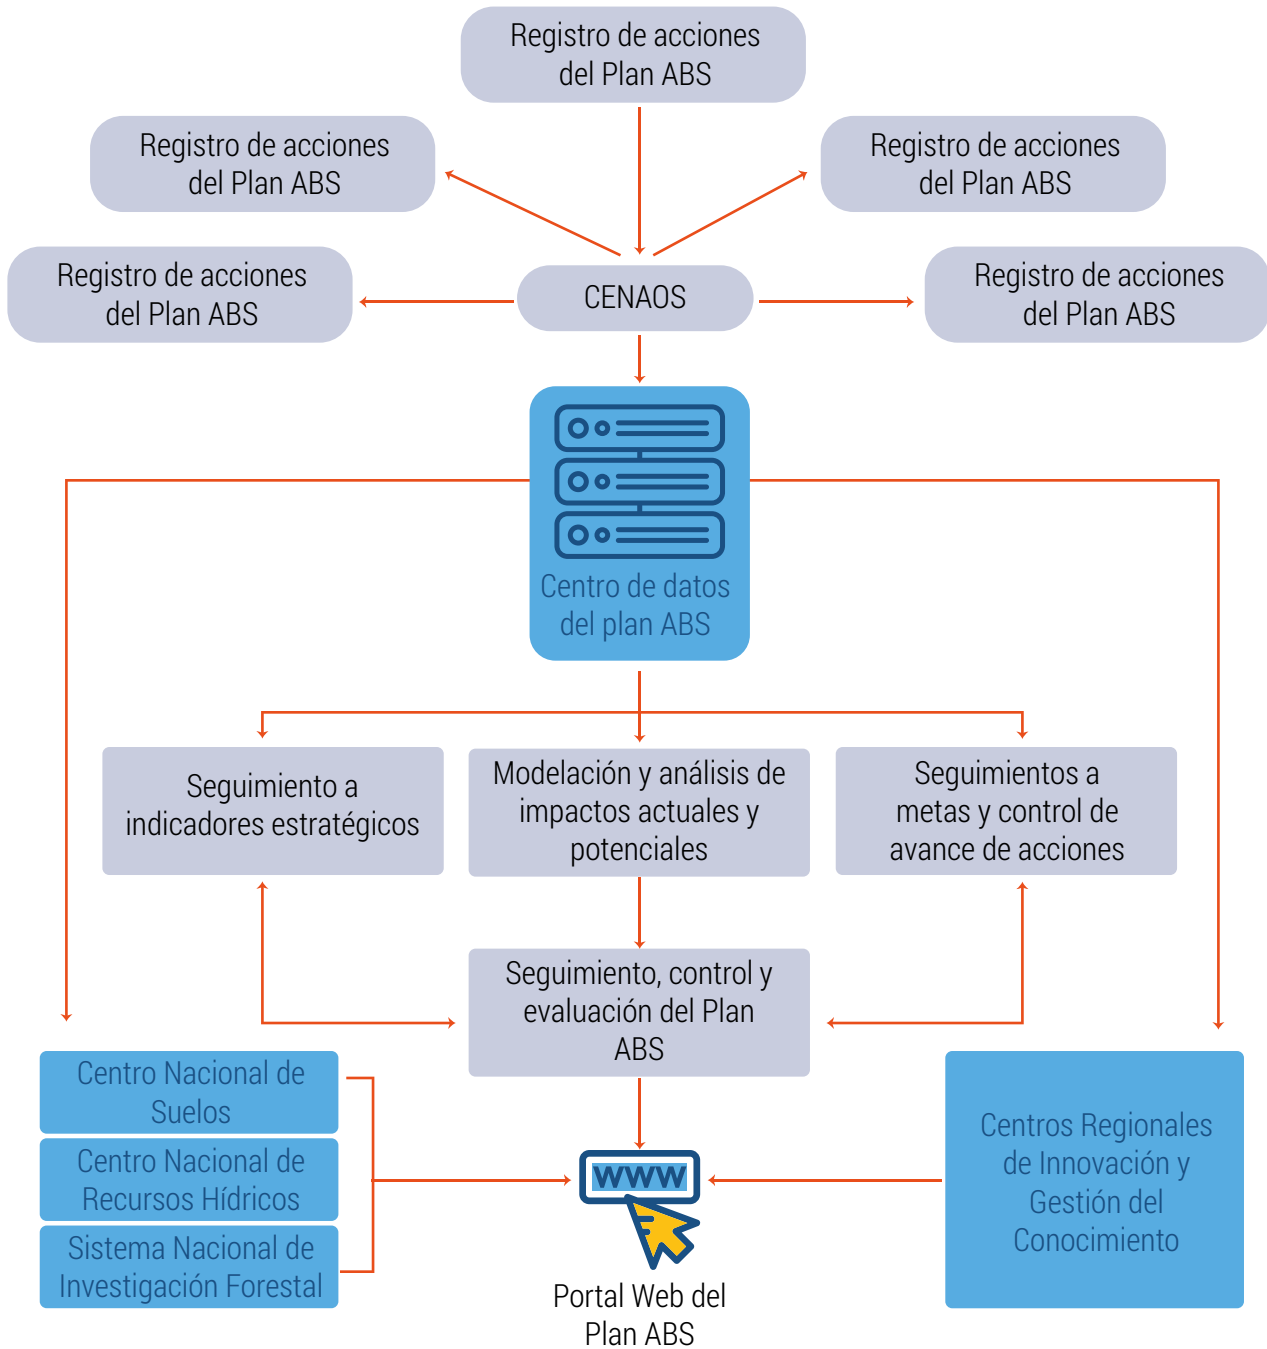 Registro de acciones
del Plan ABS
Registro de acciones
del Plan ABS
Registro de acciones
del Plan ABS
Registro de acciones
del Plan ABS
CENAOS
Registro de acciones
del Plan ABS
Centro de datos
del plan ABS
Seguimiento a
indicadores estratégicos
Modelación y análisis de
impactos actuales y
potenciales
Seguimientos a
metas y control de
avance de acciones
Seguimiento, control y
evaluación del Plan
ABS
Centro Nacional de
Suelos
Centro Nacional de
Recursos Hídricos
Sistema Nacional de
Investigación Forestal
WWW
Portal Web del
Plan ABS
Centros Regionales
de Innovación y
Gestión del
Conocimiento